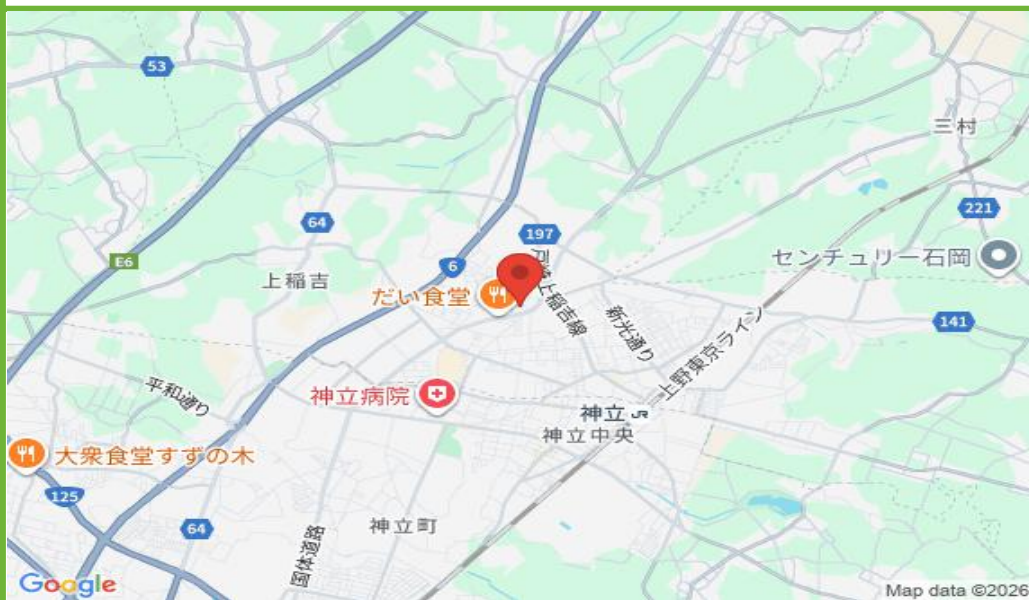 53
三村
64
197
221
E6
6
センチュリー石岡
上稲吉
だい食堂
戸崎上稲吉線
新光通り
141
上野東京ライン
平和通り
神立病院
神立 JR
神立中央
大衆食堂すずの木
125
64
神立町
国体道路
Google
Map data ©2026